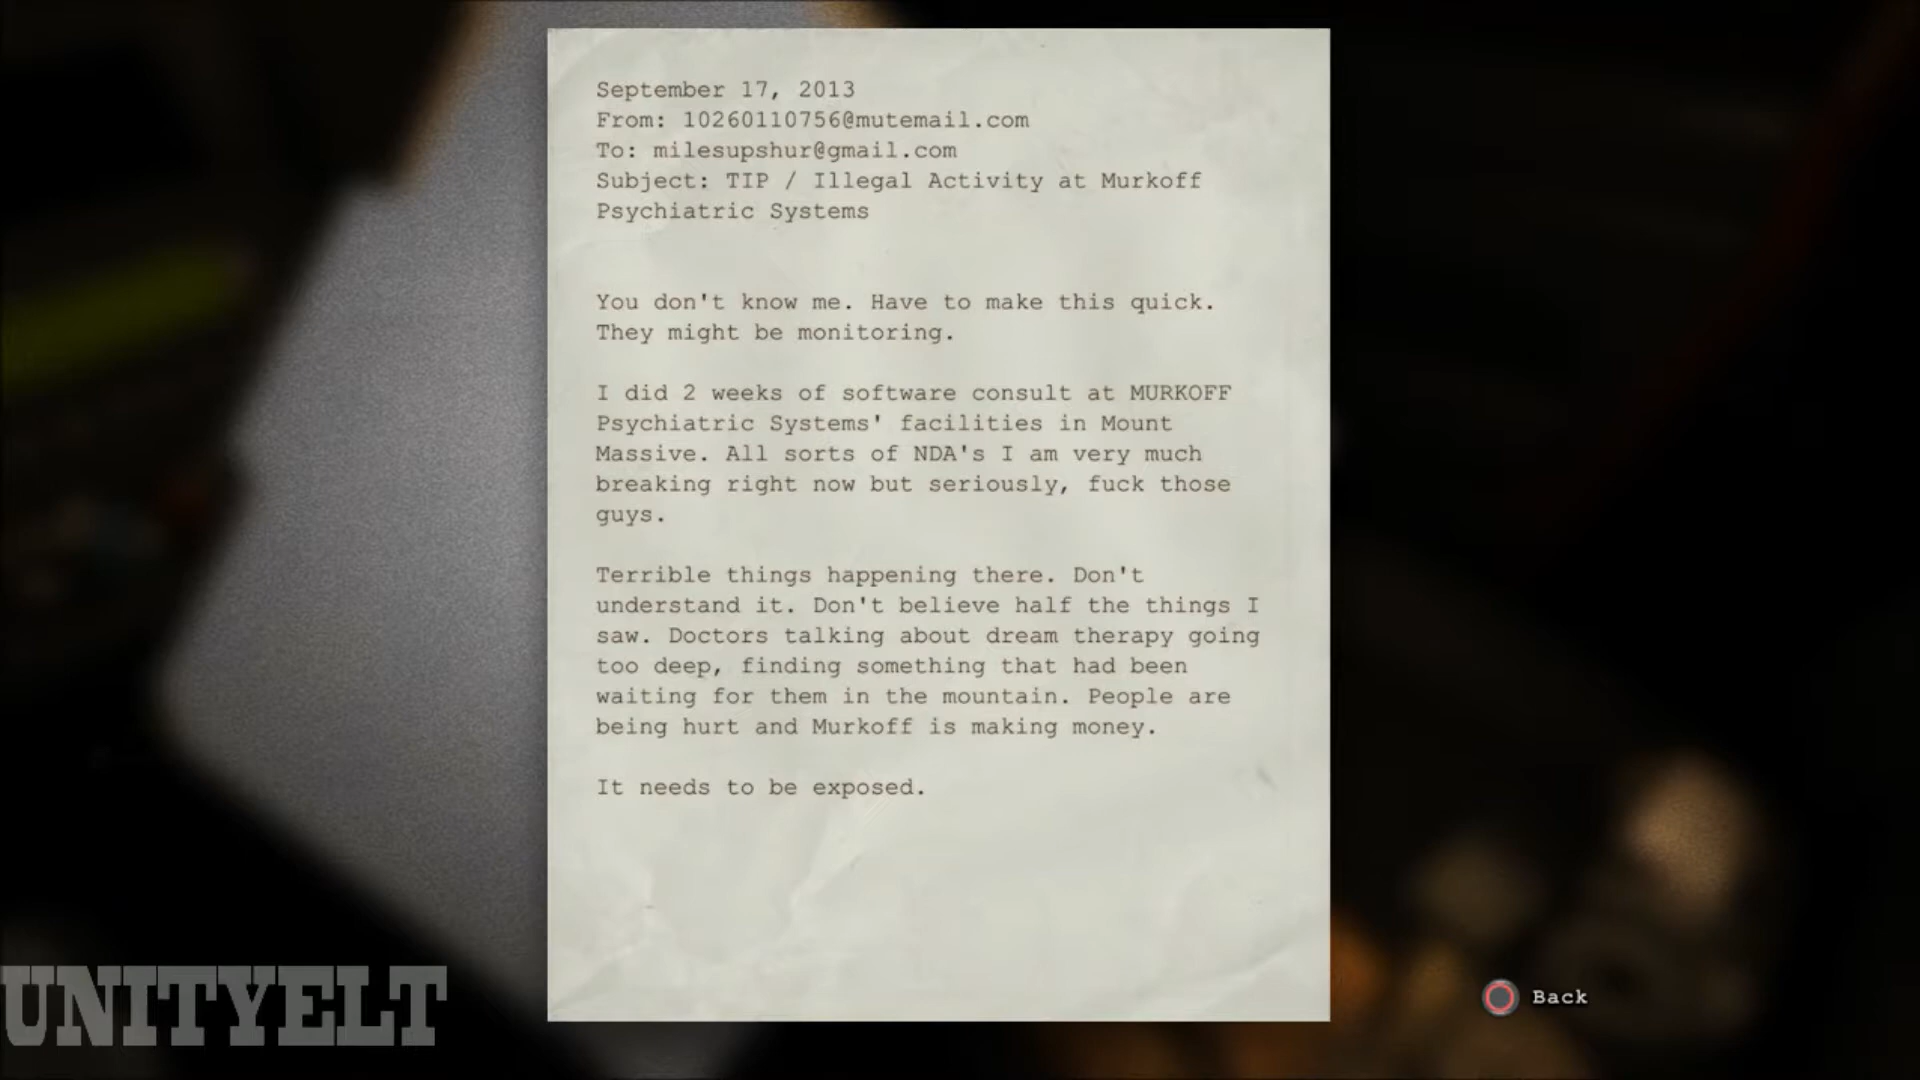 September 17, 2013
From: 10260110756@mutemail.com
To: milesupshur@gmail.com
Subject: TIP / Illegal Activity at Murkoff
Psychiatric Systems
You don't know me. Have to make this quick.
They might be monitoring.
I did 2 weeks of software consult at MURKOFF
Psychiatric Systems' facilities in Mount
Massive. All sorts of NDA's I am very much
breaking right now but seriously, fuck those
guys.
Terrible things happening there. Don't
understand it. Don't believe half the things I
saw. Doctors talking about dream therapy going
too deep, finding something that had been
waiting for them in the mountain. People are
being hurt and Murkoff is making money.
It needs to be exposed.
UNITYELT
Back